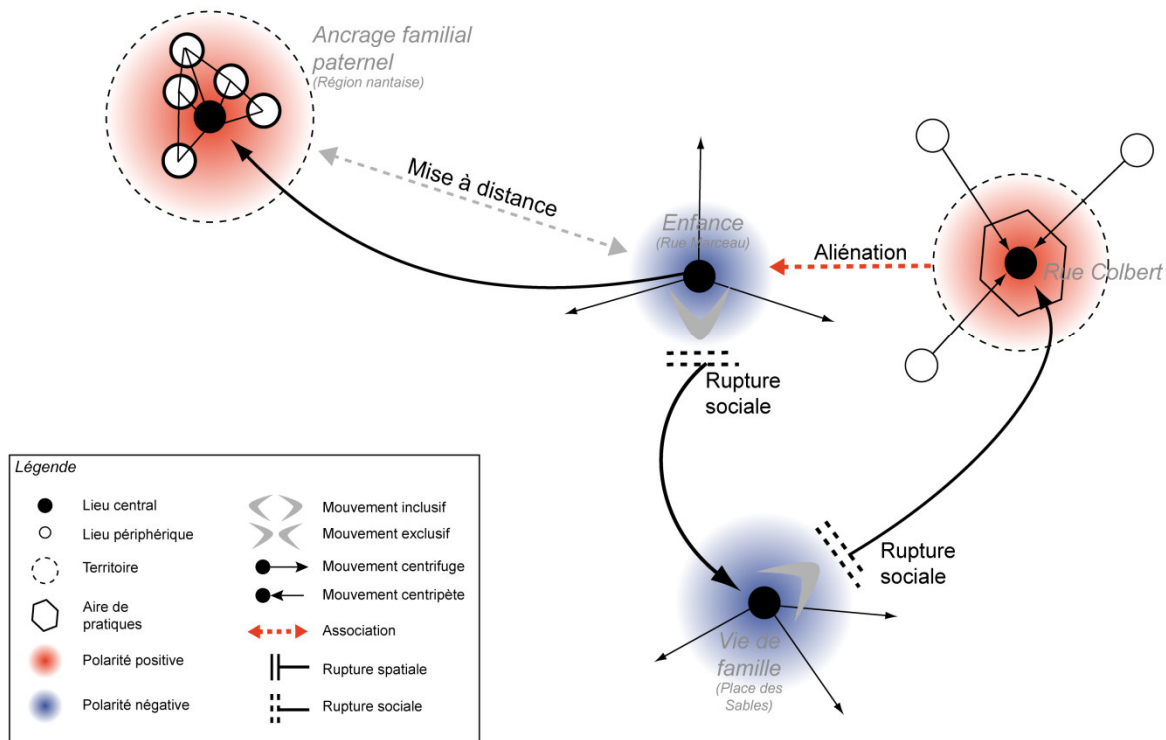 Ancrage familial
paternel
(Région nantaise)
Mise à distance
Enfance
(Rue Marceau)
Aliénation
Rue Colbert
Rupture
sociale
Rupture
sociale
Vie de
famille
(Place des
Sables)
Légende
Lieu central
Lieu périphérique
Territoire
Aire de
pratiques
Polarité positive
Polarité négative
Mouvement inclusif
Mouvement exclusif
Mouvement centrifuge
Mouvement centripète
Association
Rupture spatiale
Rupture sociale